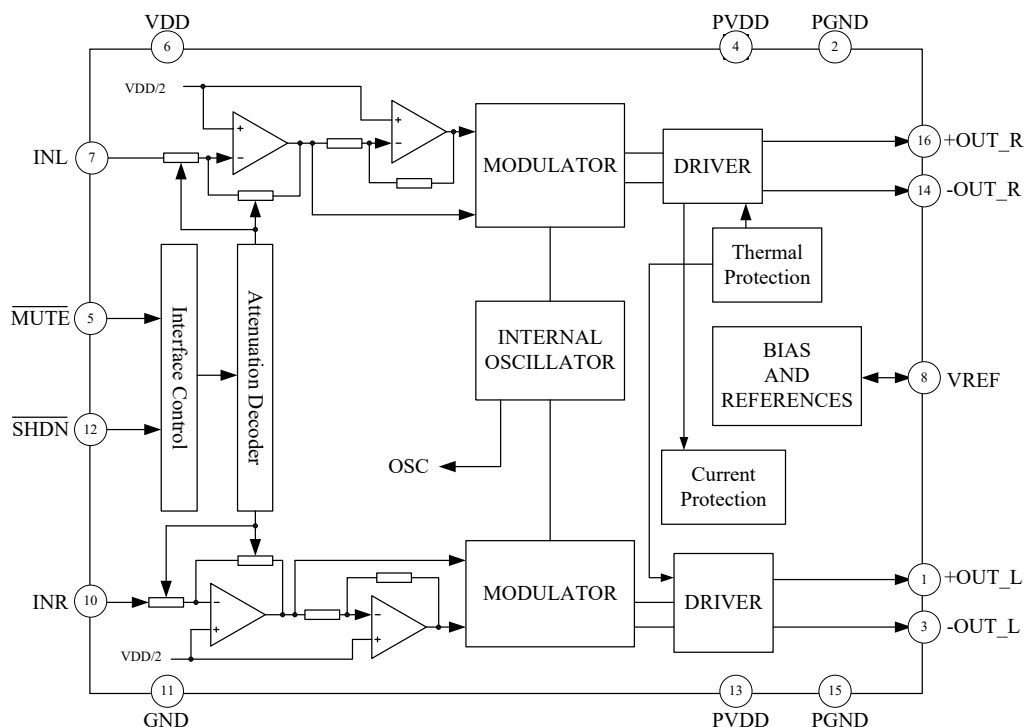 VDD
PVDD
PGND
6
4
2
VDD/2
+
-
+
-
INL
7
MODULATOR
DRIVER
16
+OUT_R
14
-OUT_R
Thermal
Protection
MUTE
5
Interface Control
Attenuation Decoder
INTERNAL
OSCILLATOR
BIAS
AND
REFERENCES
8
VREF
SHDN
12
OSC
Current
Protection
INR
10
-
+
-
+
VDD/2
MODULATOR
DRIVER
1
+OUT_L
3
-OUT_L
11
13
15
GND
PVDD
PGND